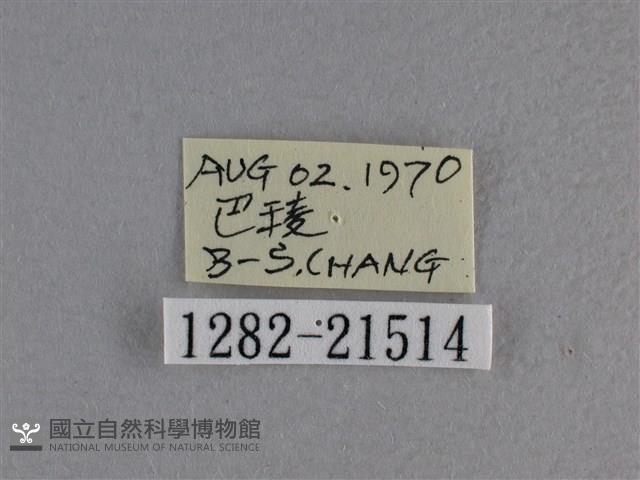 AUG 02.1970
巴稜
B-S.CHANG
1282-21514
國立自然科學博物館
NATIONAL MUSEUM OF NATURAL SCIENCE